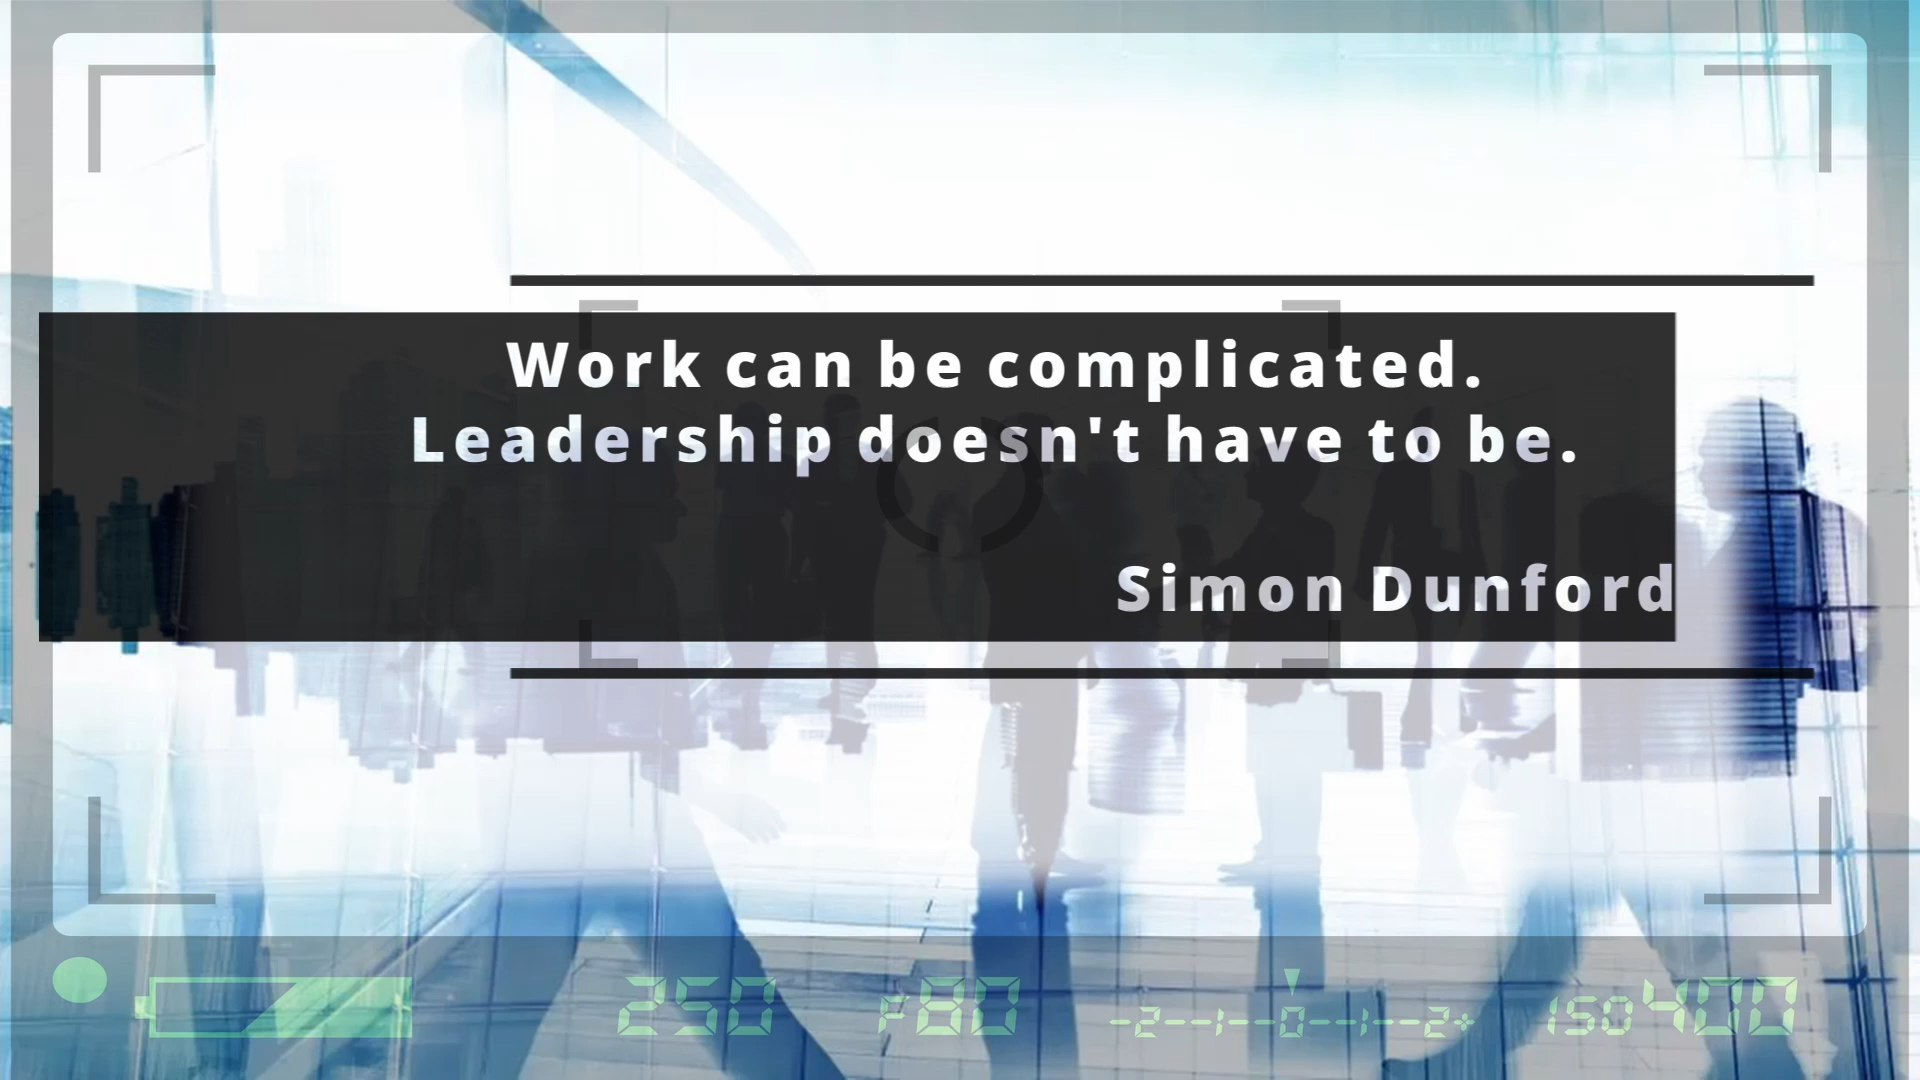 Work can be complicated.
Leadership doesn't have to be.
Simon Dunford
250 F80 -2--1--0--1--2+ ISO400